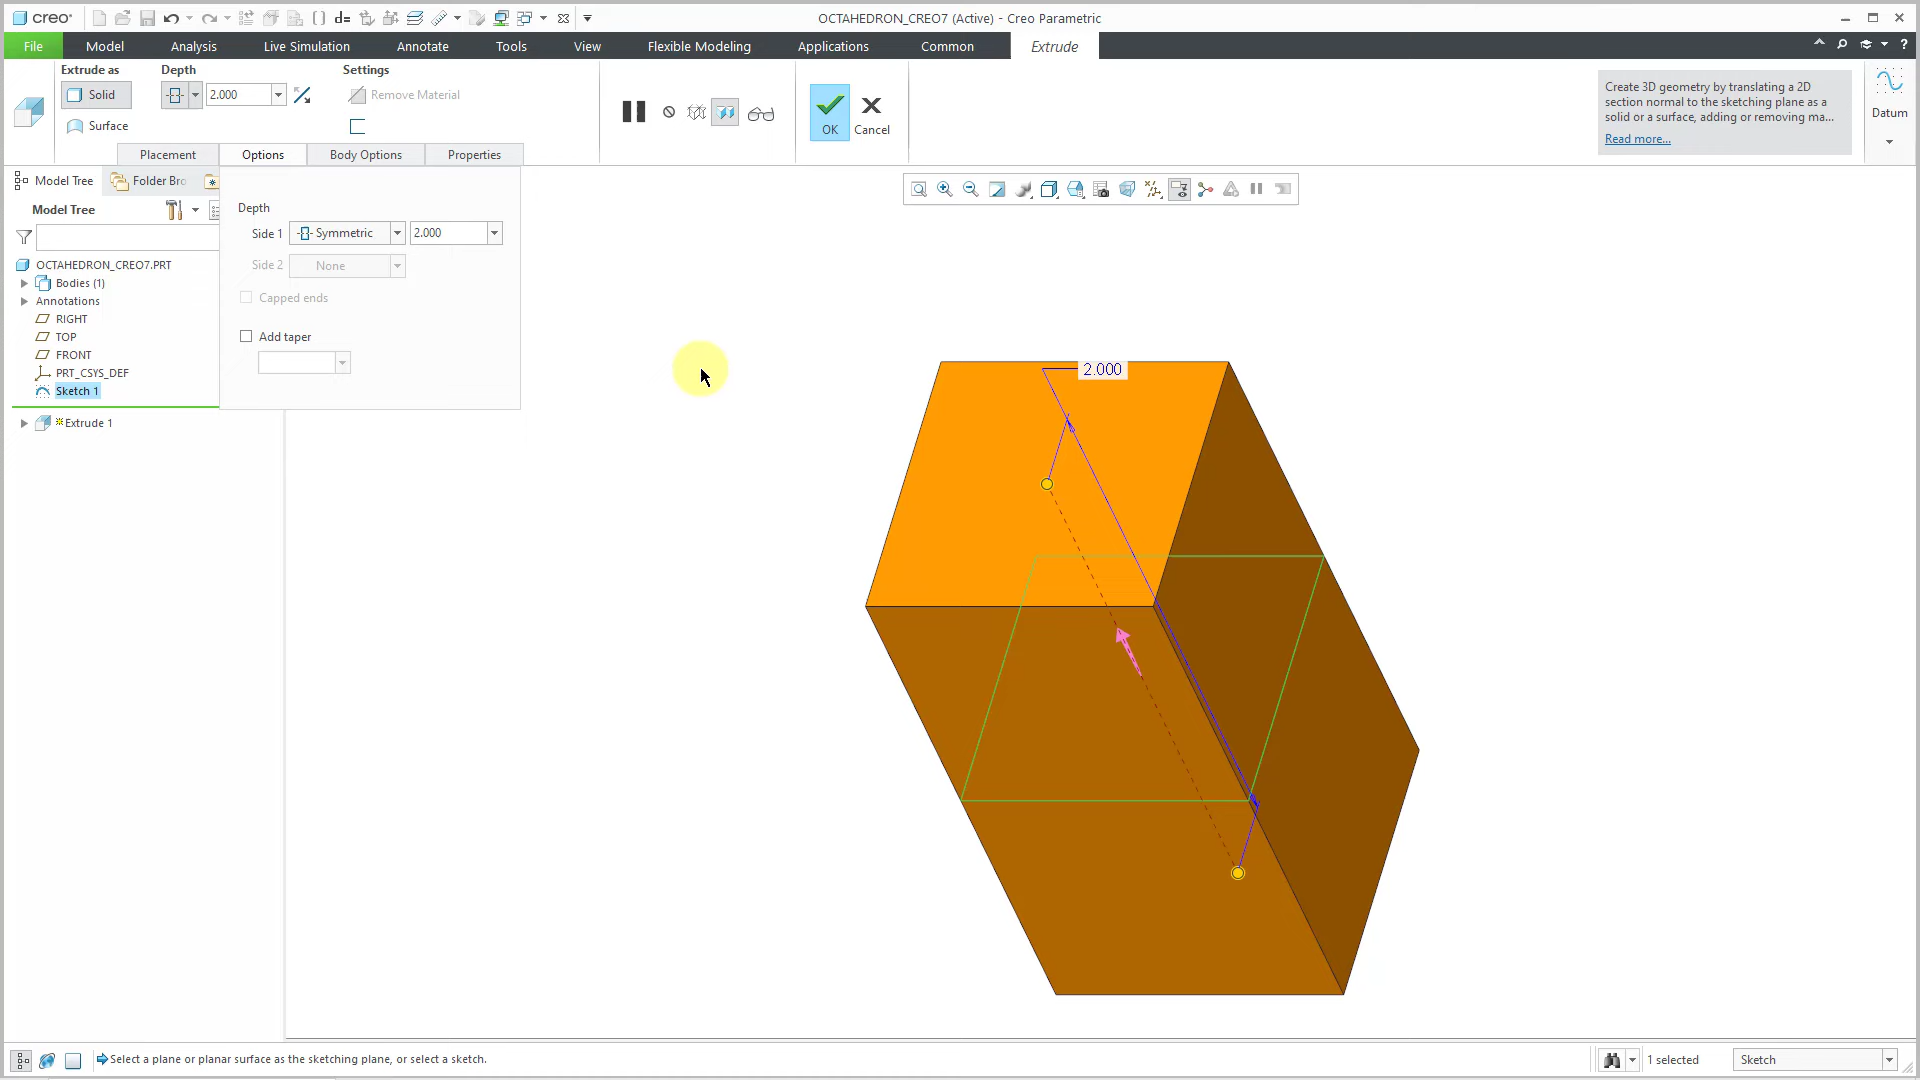 creo® d= OCTAHEDRON_CREO7 (Active) - Creo Parametric
File Model Analysis Live Simulation Annotate Tools View Flexible Modeling Applications Common Extrude ?
Extrude as Depth Settings
Solid 2.000 Remove Material
Surface
OK Cancel
Create 3D geometry by translating a 2D
section normal to the sketching plane as a
solid or a surface, adding or removing ma...
Read more...
Datum
Placement Options Body Options Properties
Model Tree Folder Bro
Model Tree
OCTAHEDRON_CREO7.PRT
Bodies (1)
Annotations
RIGHT
TOP
FRONT
PRT_CSYS_DEF
Sketch 1
Extrude 1
Depth
Side 1 Symmetric 2.000
Side 2 None
Capped ends
Add taper
2.000
Select a plane or planar surface as the sketching plane, or select a sketch.
1 selected Sketch